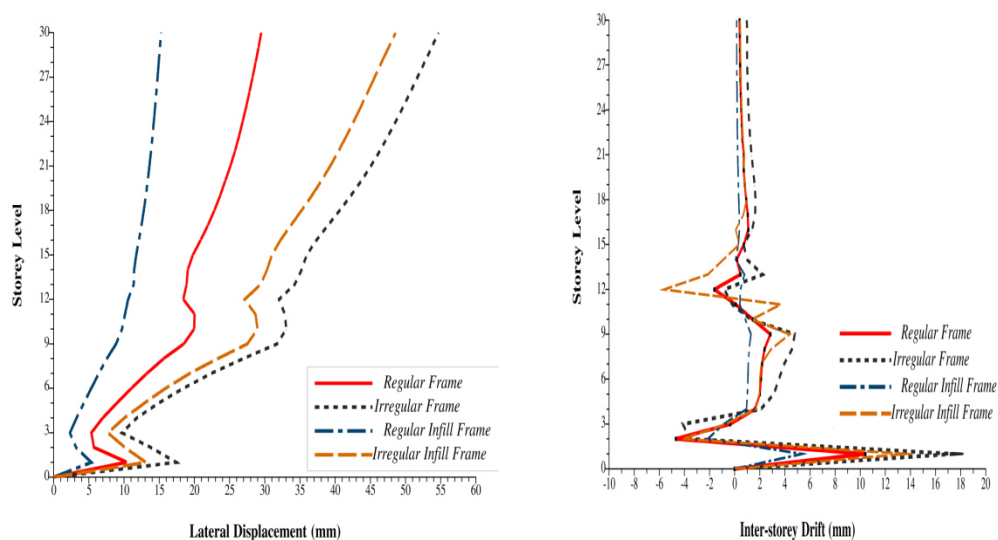 30
27
24
21
18
15
12
9
6
3
0
Storey Level
0 5 10 15 20 25 30 35 40 45 50 55 60
Lateral Displacement (mm)
Regular Frame
Irregular Frame
Regular Infill Frame
Irregular Infill Frame
30
27
24
21
18
15
12
9
6
3
0
Storey Level
-10 -8 -6 -4 -2 0 2 4 6 8 10 12 14 16 18 20
Inter-storey Drift (mm)
Regular Frame
Irregular Frame
Regular Infill Frame
Irregular Infill Frame